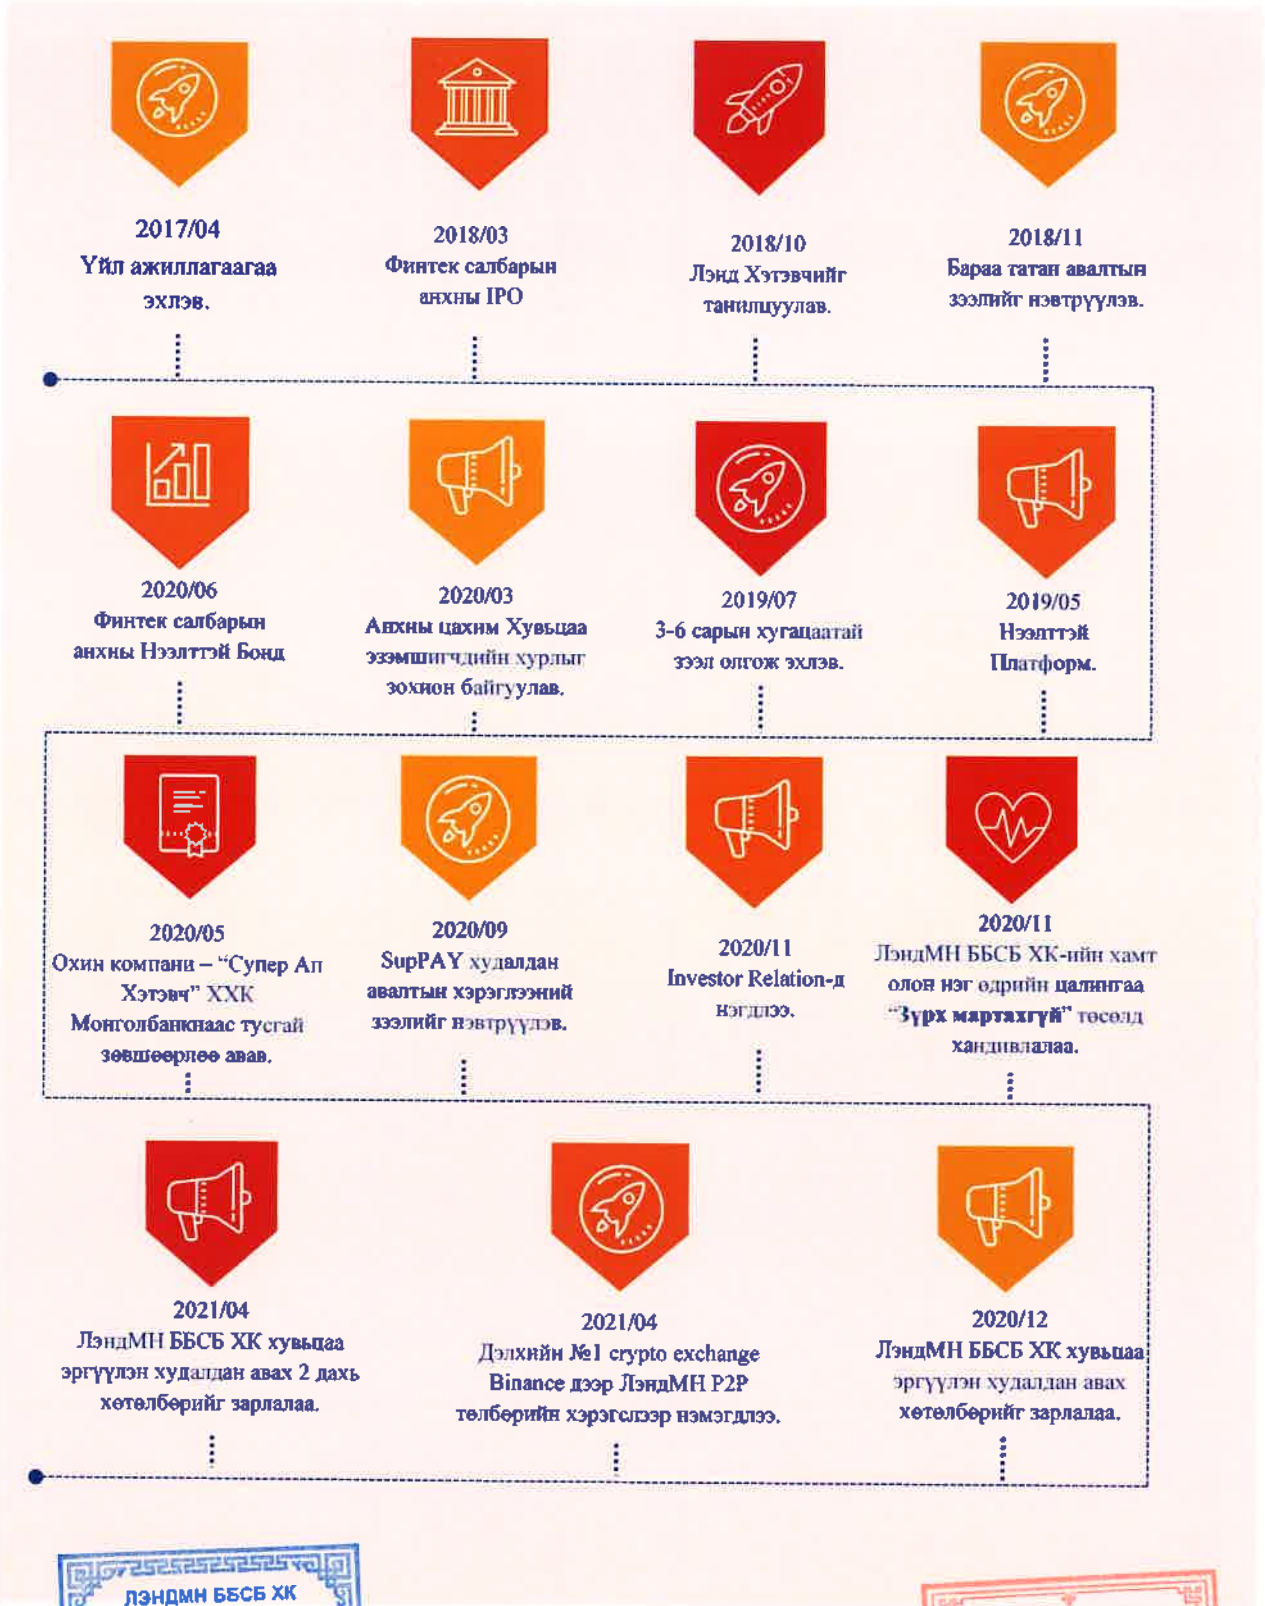 2017/04
Үйл ажиллагаагаа
эхлэв.
2018/03
Финтек салбарын
анхны IPO
2018/10
Лэнд Хэтэвчийг
танилцуулав.
2018/11
Бараа татан авалтын
зээлийг нэвтрүүлэв.
2020/06
Финтек салбарын
анхны Нээлттэй Бонд
2020/03
Анхны цахим Хувьцаа
эзэмшигчдийн хурлыг
зохион байгуулав.
2019/07
3-6 сарын хугацаатай
зээл олгож эхлэв.
2019/05
Нээлттэй
Платформ.
2020/05
Охин компани – “Супер Ап
Хэтэвч” ХХК
Монголбанкнаас тусгай
зөвшөөрлөө авав.
2020/09
SupPAY худалдан
авалтын хэрэглээний
зээлийг нэвтрүүлэв.
2020/11
Investor Relation-д
нэгдлээ.
2020/11
ЛэндМН ББСБ ХК-ийн хамт
олон нэг өдрийн цалингаа
“Зүрх мартахгүй” төсөлд
хандивлалаа.
2021/04
ЛэндМН ББСБ ХК хувьцаа
эргүүлэн худалдан авах 2 дахь
хөтөлбөрийг зарлалаа.
2021/04
Дэлхийн №1 crypto exchange
Binance дээр ЛэндМН P2P
төлбөрийн хэрэгслээр нэмэгдлээ.
2020/12
ЛэндМН ББСБ ХК хувьцаа
эргүүлэн худалдан авах
хөтөлбөрийг зарлалаа.
ЛЭНДМН ББСБ ХК